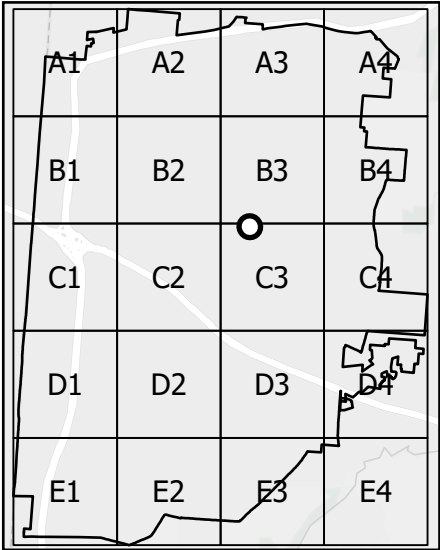 A1 A2 A3 A4
B1 B2 B3 B4
C1 C2 C3 C4
D1 D2 D3 D4
E1 E2 E3 E4